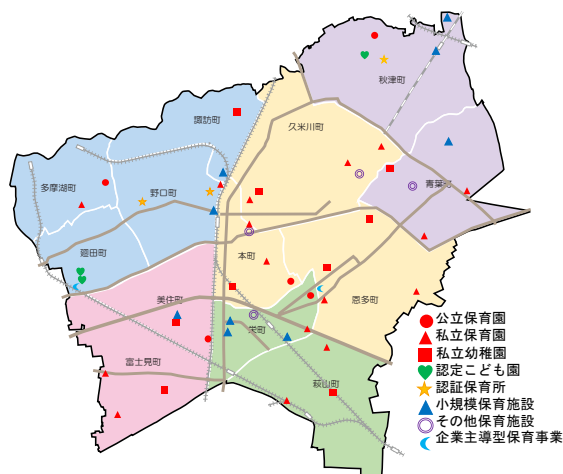 秋津町
諏訪町
久米川町
青葉町
多摩湖町
野口町
廻田町
本町
美住町
恩多町
栄町
富士見町
萩山町
公立保育園
私立保育園
私立幼稚園
認定こども園
認証保育所
小規模保育施設
その他保育施設
企業主導型保育事業